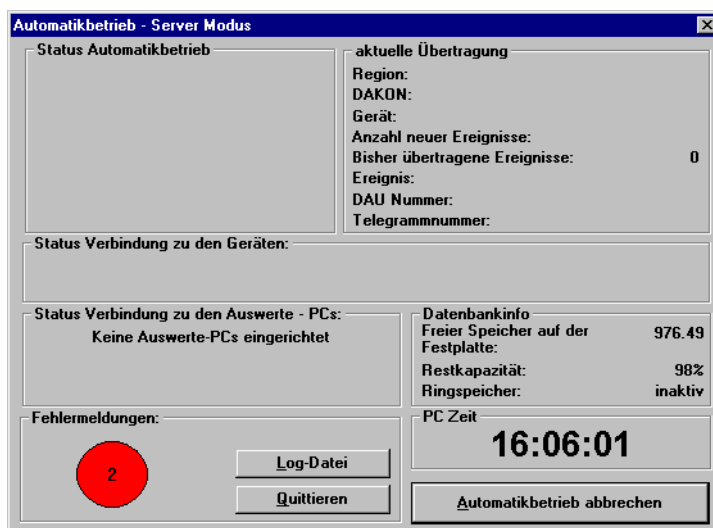 Automatikbetrieb - Server Modus
Status Automatikbetrieb
aktuelle Übertragung
Region:
DAKON:
Gerät:
Anzahl neuer Ereignisse:
Bisher übertragene Ereignisse: 0
Ereignis:
DAU Nummer:
Telegrammnummer:
Status Verbindung zu den Geräten:
Status Verbindung zu den Auswerte - PCs:
Keine Auswerte-PCs eingerichtet
Datenbankinfo
Freier Speicher auf der
Festplatte: 976.49
Restkapazität: 98%
Ringspeicher: inaktiv
Fehlermeldungen:
2
Log-Datei
Quittieren
PC Zeit
16:06:01
Automatikbetrieb abbrechen